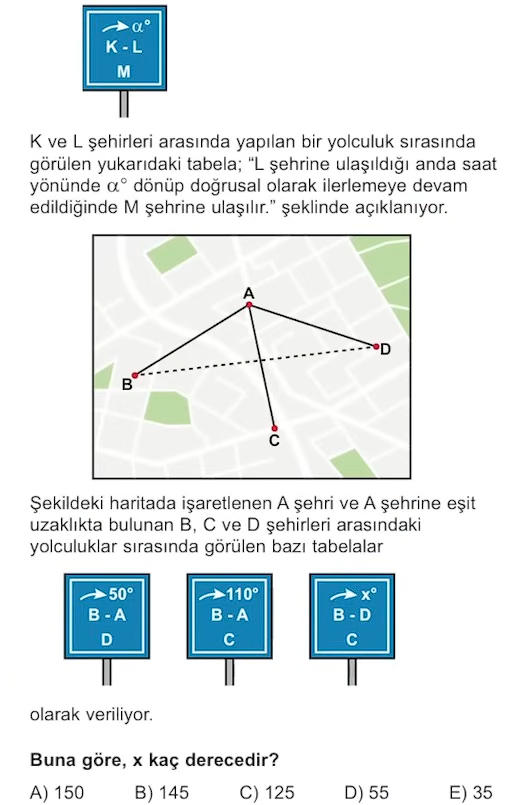 α°
K - L
M
K ve L şehirleri arasında yapılan bir yolculuk sırasında
görülen yukarıdaki tabela; “L şehrine ulaşıldığı anda saat
yönünde α° dönüp doğrusal olarak ilerlemeye devam
edildiğinde M şehrine ulaşılır.” şeklinde açıklanıyor.
A
D
B
C
Şekildeki haritada işaretlenen A şehri ve A şehrine eşit
uzaklıkta bulunan B, C ve D şehirleri arasındaki
yolculuklar sırasında görülen bazı tabelalar
50°
B - A
D
110°
B - A
C
x°
B - D
C
olarak veriliyor.
Buna göre, x kaç derecedir?
A) 150 B) 145 C) 125 D) 55 E) 35